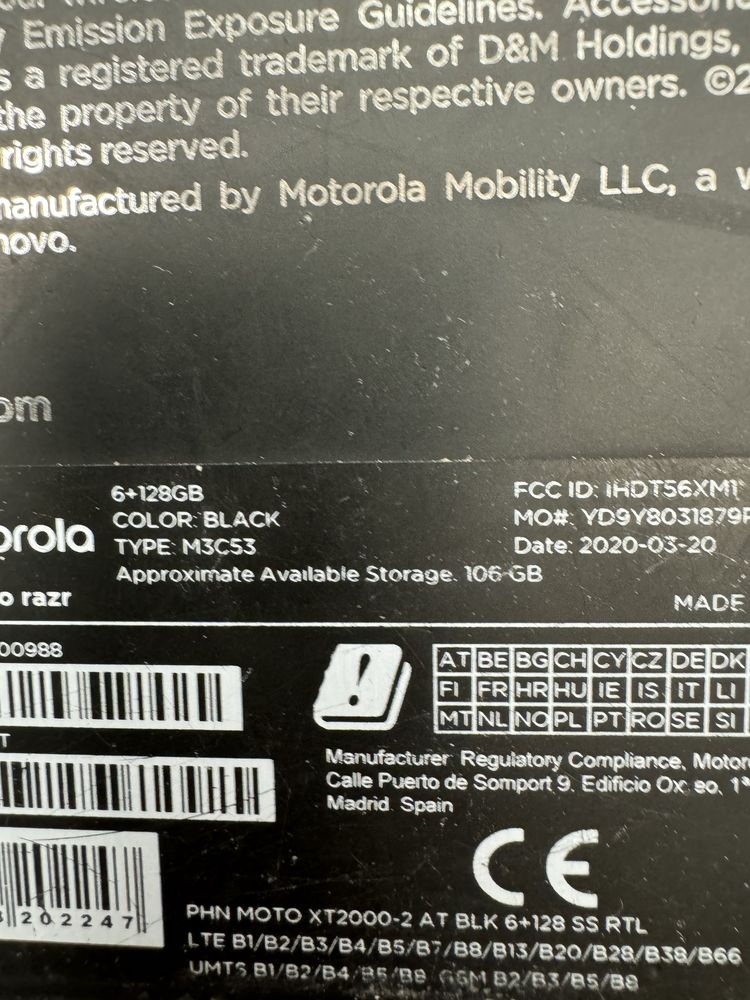 Emission Exposure Guidelines.
a registered trademark of D&M Holdings,
the property of their respective owners. ©2
rights reserved.
manufactured by Motorola Mobility LLC, a w
novo.
om
6+128GB
COLOR: BLACK
TYPE: M3C53
Approximate Available Storage: 106 GB
FCC ID: IHDT56XM1
MO#: YD9Y8031879
Date: 2020-03-20
orola
o razr
MADE
00988
T
202247
AT BE BG CH CY CZ DE DK
FI FR HR HU IE IS IT LI
MT NL NO PL PT RO SE SI
Manufacturer Regulatory Compliance, Motor
Calle Puerto de Somport 9, Edificio
Madrid Spain
CE
PHN MOTO XT2000-2 AT BLK 6+128 SS RTL
LTE B1/B2/B3/B4/B5/B7/B8/B13/B20/B28/B38/B66
UMTS B1/B2/B4/B5/B8 GSM B2/B3/B5/B8